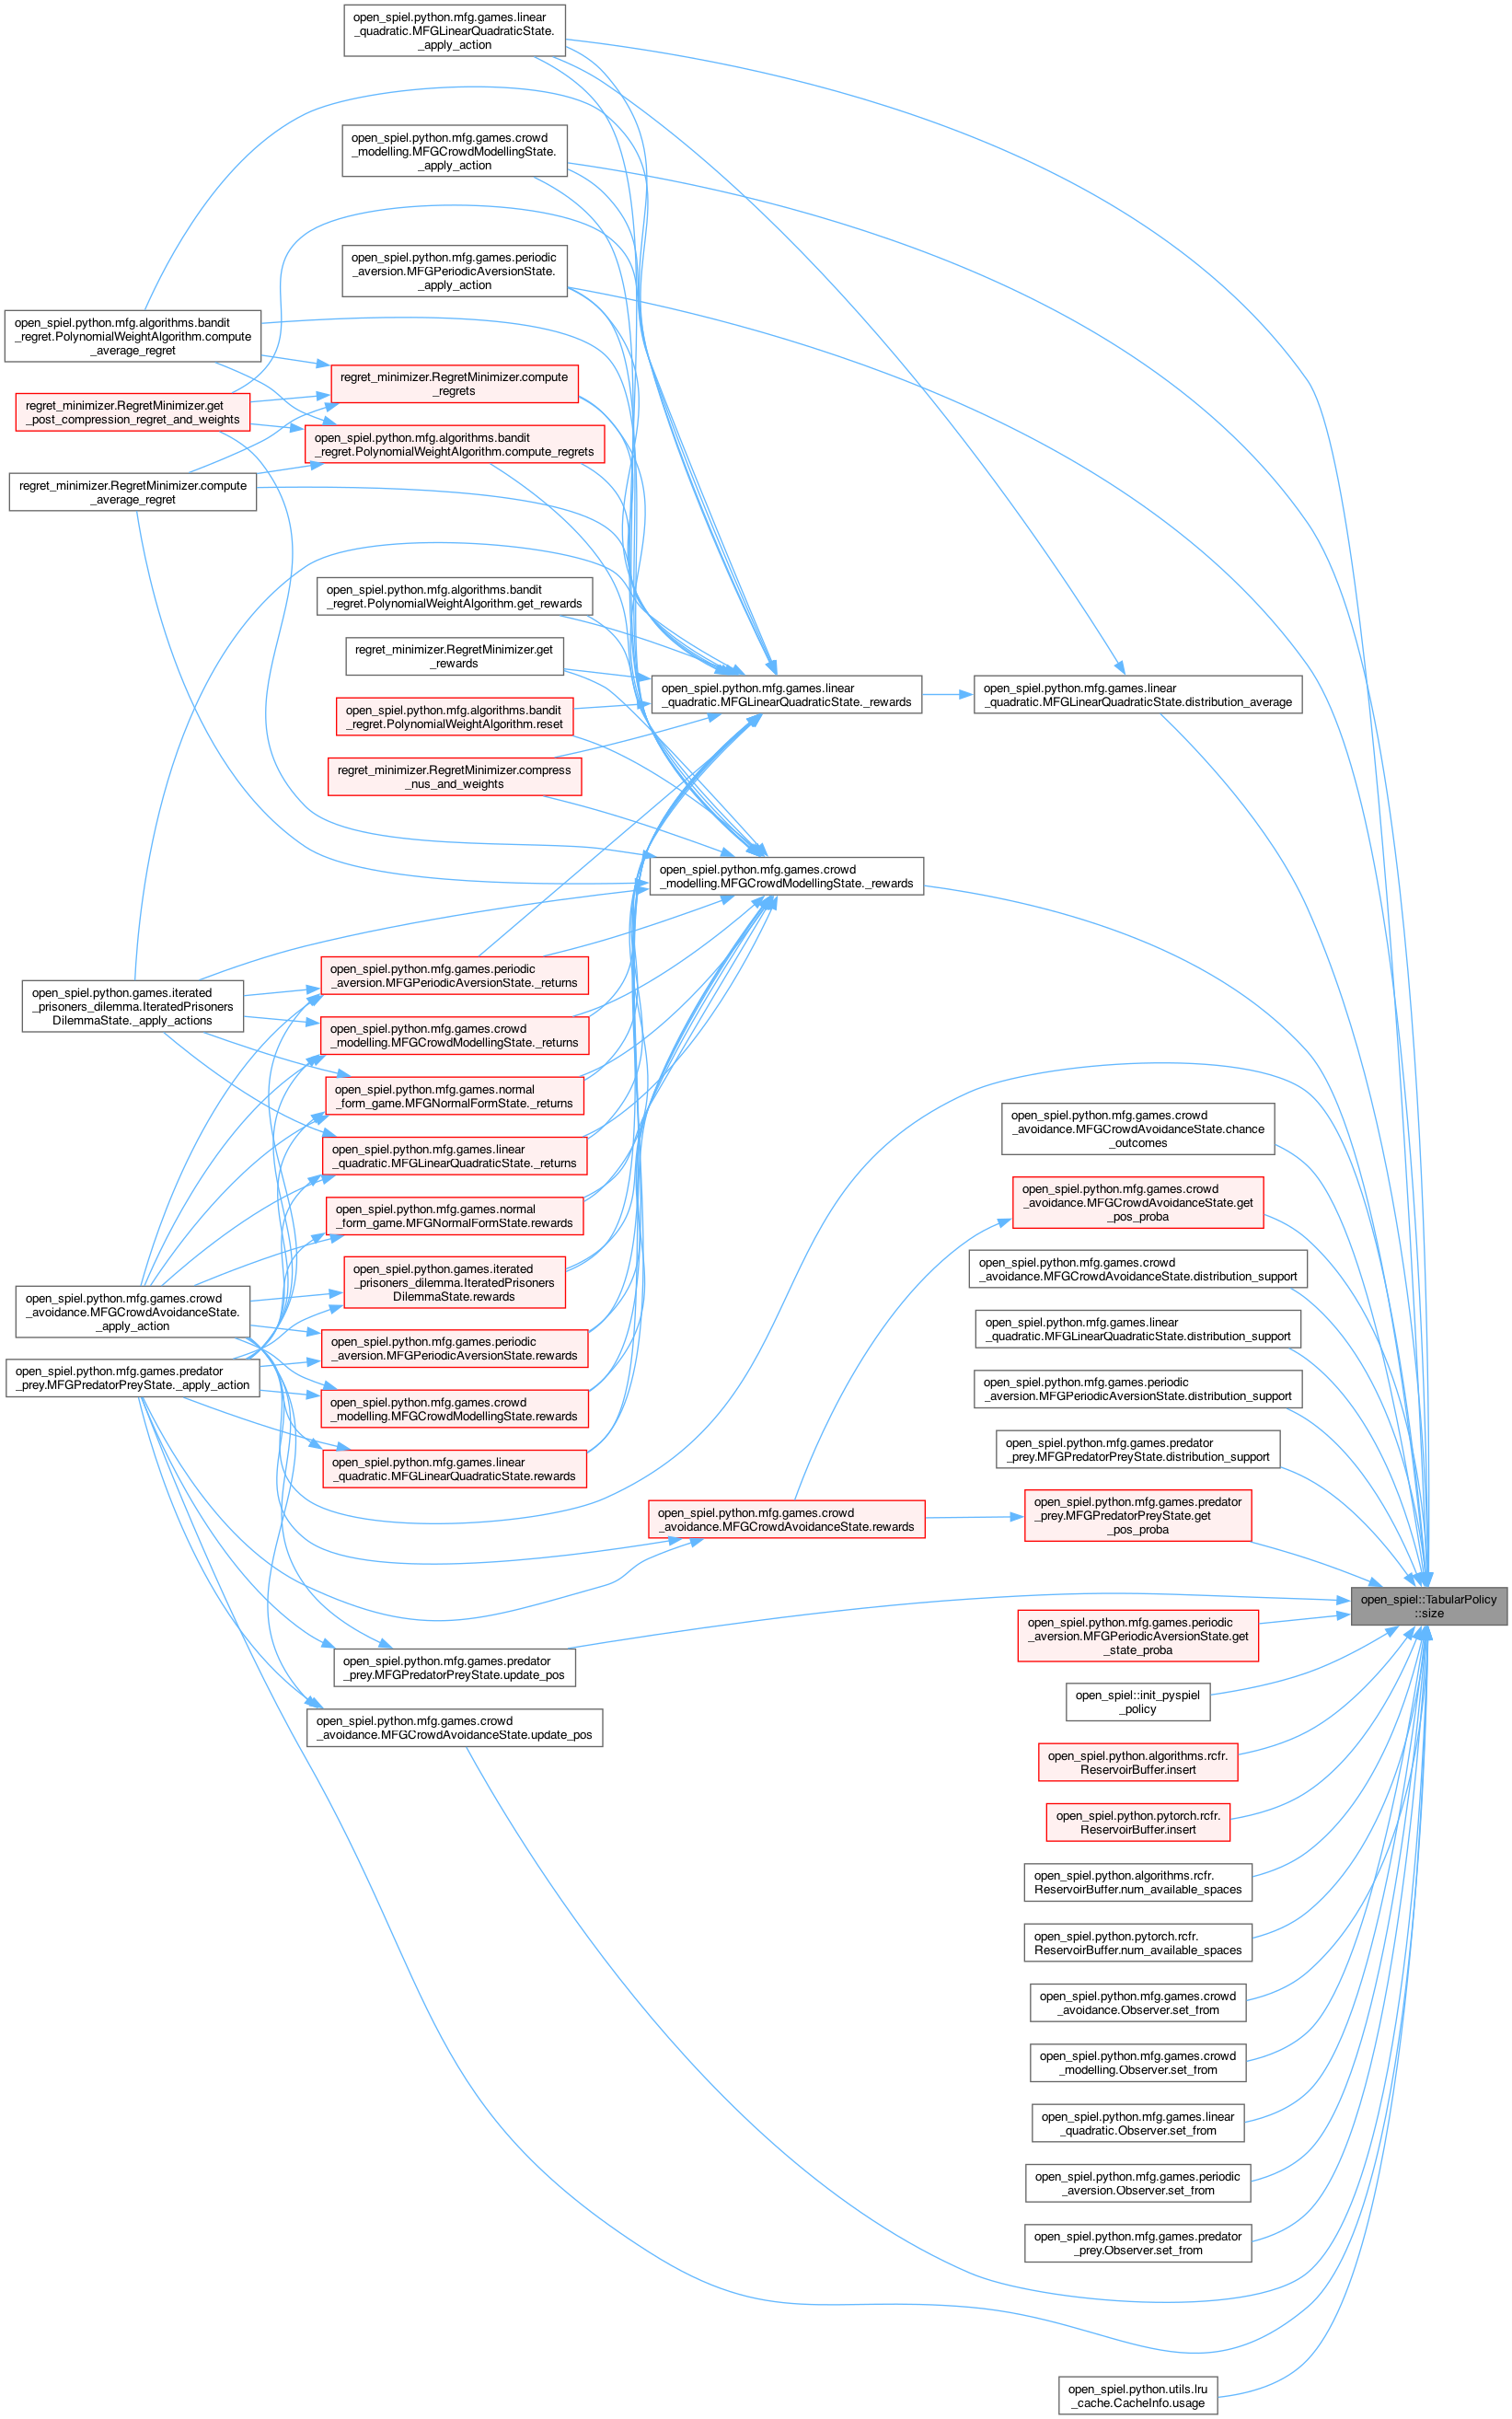 open_spiel.python.mfg.games.linear
_quadratic.MFGLinearQuadraticState.
_apply_action
open_spiel.python.mfg.games.crowd
_modelling.MFGCrowdModellingState.
_apply_action
open_spiel.python.mfg.games.periodic
_aversion.MFGPeriodicAversionState.
_apply_action
open_spiel.python.mfg.algorithms.bandit
_regret.PolynomialWeightAlgorithm.compute
_average_regret
regret_minimizer.RegretMinimizer.compute
_regrets
regret_minimizer.RegretMinimizer.get
_post_compression_regret_and_weights
open_spiel.python.mfg.algorithms.bandit
_regret.PolynomialWeightAlgorithm.compute_regrets
regret_minimizer.RegretMinimizer.compute
_average_regret
open_spiel.python.mfg.algorithms.bandit
_regret.PolynomialWeightAlgorithm.get_rewards
regret_minimizer.RegretMinimizer.get
_rewards
open_spiel.python.mfg.games.linear
_quadratic.MFGLinearQuadraticState._rewards
open_spiel.python.mfg.games.linear
_quadratic.MFGLinearQuadraticState.distribution_average
open_spiel.python.mfg.algorithms.bandit
_regret.PolynomialWeightAlgorithm.reset
regret_minimizer.RegretMinimizer.compress
_nus_and_weights
open_spiel.python.mfg.games.crowd
_modelling.MFGCrowdModellingState._rewards
open_spiel.python.mfg.games.periodic
_aversion.MFGPeriodicAversionState._returns
open_spiel.python.games.iterated
_prisoners_dilemma.IteratedPrisoners
DilemmaState._apply_actions
open_spiel.python.mfg.games.crowd
_modelling.MFGCrowdModellingState._returns
open_spiel.python.mfg.games.normal
_form_game.MFGNormalFormState._returns
open_spiel.python.mfg.games.crowd
_avoidance.MFGCrowdAvoidanceState.chance
_outcomes
open_spiel.python.mfg.games.linear
_quadratic.MFGLinearQuadraticState._returns
open_spiel.python.mfg.games.crowd
_avoidance.MFGCrowdAvoidanceState.get
_pos_proba
open_spiel.python.mfg.games.normal
_form_game.MFGNormalFormState.rewards
open_spiel.python.mfg.games.crowd
_avoidance.MFGCrowdAvoidanceState.distribution_support
open_spiel.python.games.iterated
_prisoners_dilemma.IteratedPrisoners
DilemmaState.rewards
open_spiel.python.mfg.games.crowd
_avoidance.MFGCrowdAvoidanceState.
_apply_action
open_spiel.python.mfg.games.linear
_quadratic.MFGLinearQuadraticState.distribution_support
open_spiel.python.mfg.games.periodic
_aversion.MFGPeriodicAversionState.rewards
open_spiel.python.mfg.games.predator
_prey.MFGPredatorPreyState._apply_action
open_spiel.python.mfg.games.periodic
_aversion.MFGPeriodicAversionState.distribution_support
open_spiel.python.mfg.games.crowd
_modelling.MFGCrowdModellingState.rewards
open_spiel.python.mfg.games.predator
_prey.MFGPredatorPreyState.distribution_support
open_spiel.python.mfg.games.linear
_quadratic.MFGLinearQuadraticState.rewards
open_spiel.python.mfg.games.crowd
_avoidance.MFGCrowdAvoidanceState.rewards
open_spiel.python.mfg.games.predator
_prey.MFGPredatorPreyState.get
_pos_proba
open_spiel::TabularPolicy
::size
open_spiel.python.mfg.games.periodic
_aversion.MFGPeriodicAversionState.get
_state_proba
open_spiel.python.mfg.games.predator
_prey.MFGPredatorPreyState.update_pos
open_spiel::init_pyspiel
_policy
open_spiel.python.mfg.games.crowd
_avoidance.MFGCrowdAvoidanceState.update_pos
open_spiel.python.algorithms.rcfr.
ReservoirBuffer.insert
open_spiel.python.pytorch.rcfr.
ReservoirBuffer.insert
open_spiel.python.algorithms.rcfr.
ReservoirBuffer.num_available_spaces
open_spiel.python.pytorch.rcfr.
ReservoirBuffer.num_available_spaces
open_spiel.python.mfg.games.crowd
_avoidance.Observer.set_from
open_spiel.python.mfg.games.crowd
_modelling.Observer.set_from
open_spiel.python.mfg.games.linear
_quadratic.Observer.set_from
open_spiel.python.mfg.games.periodic
_aversion.Observer.set_from
open_spiel.python.mfg.games.predator
_prey.Observer.set_from
open_spiel.python.utils.lru
_cache.CacheInfo.usage